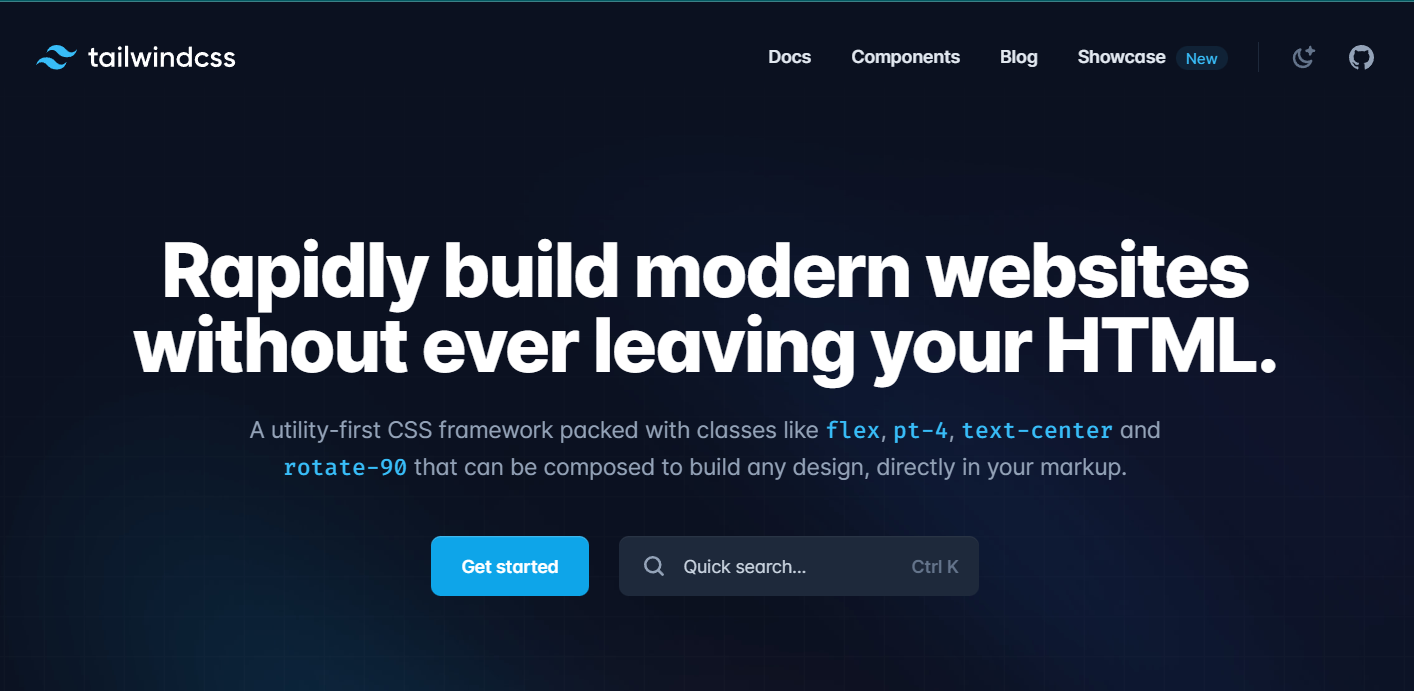 tailwindcss
Docs Components Blog Showcase New
Rapidly build modern websites
without ever leaving your HTML.
A utility-first CSS framework packed with classes like flex, pt-4, text-center and
rotate-90 that can be composed to build any design, directly in your markup.
Get started
Quick search... Ctrl K